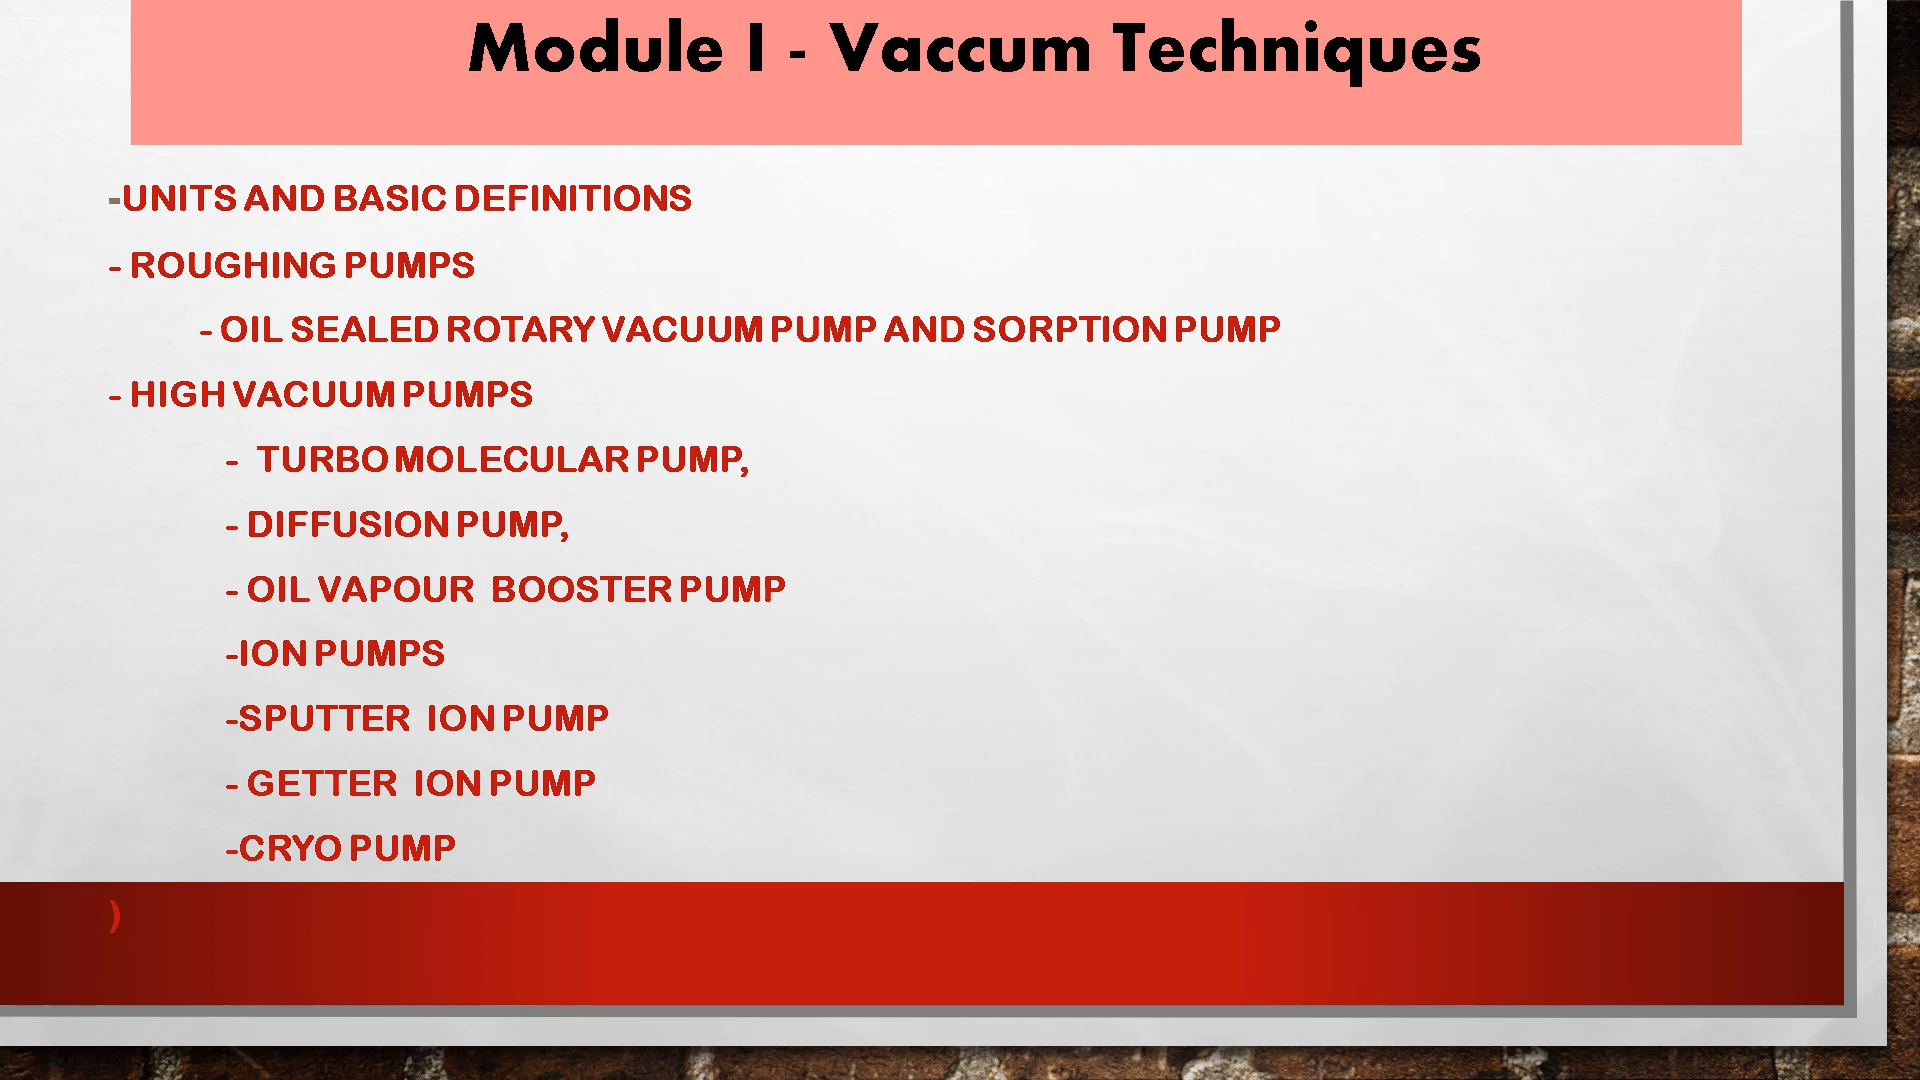 Module I - Vaccum Techniques
-UNITS AND BASIC DEFINITIONS
- ROUGHING PUMPS
- OIL SEALED ROTARY VACUUM PUMP AND SORPTION PUMP
- HIGH VACUUM PUMPS
- TURBO MOLECULAR PUMP,
- DIFFUSION PUMP,
- OIL VAPOUR BOOSTER PUMP
-ION PUMPS
-SPUTTER ION PUMP
- GETTER ION PUMP
-CRYO PUMP
)